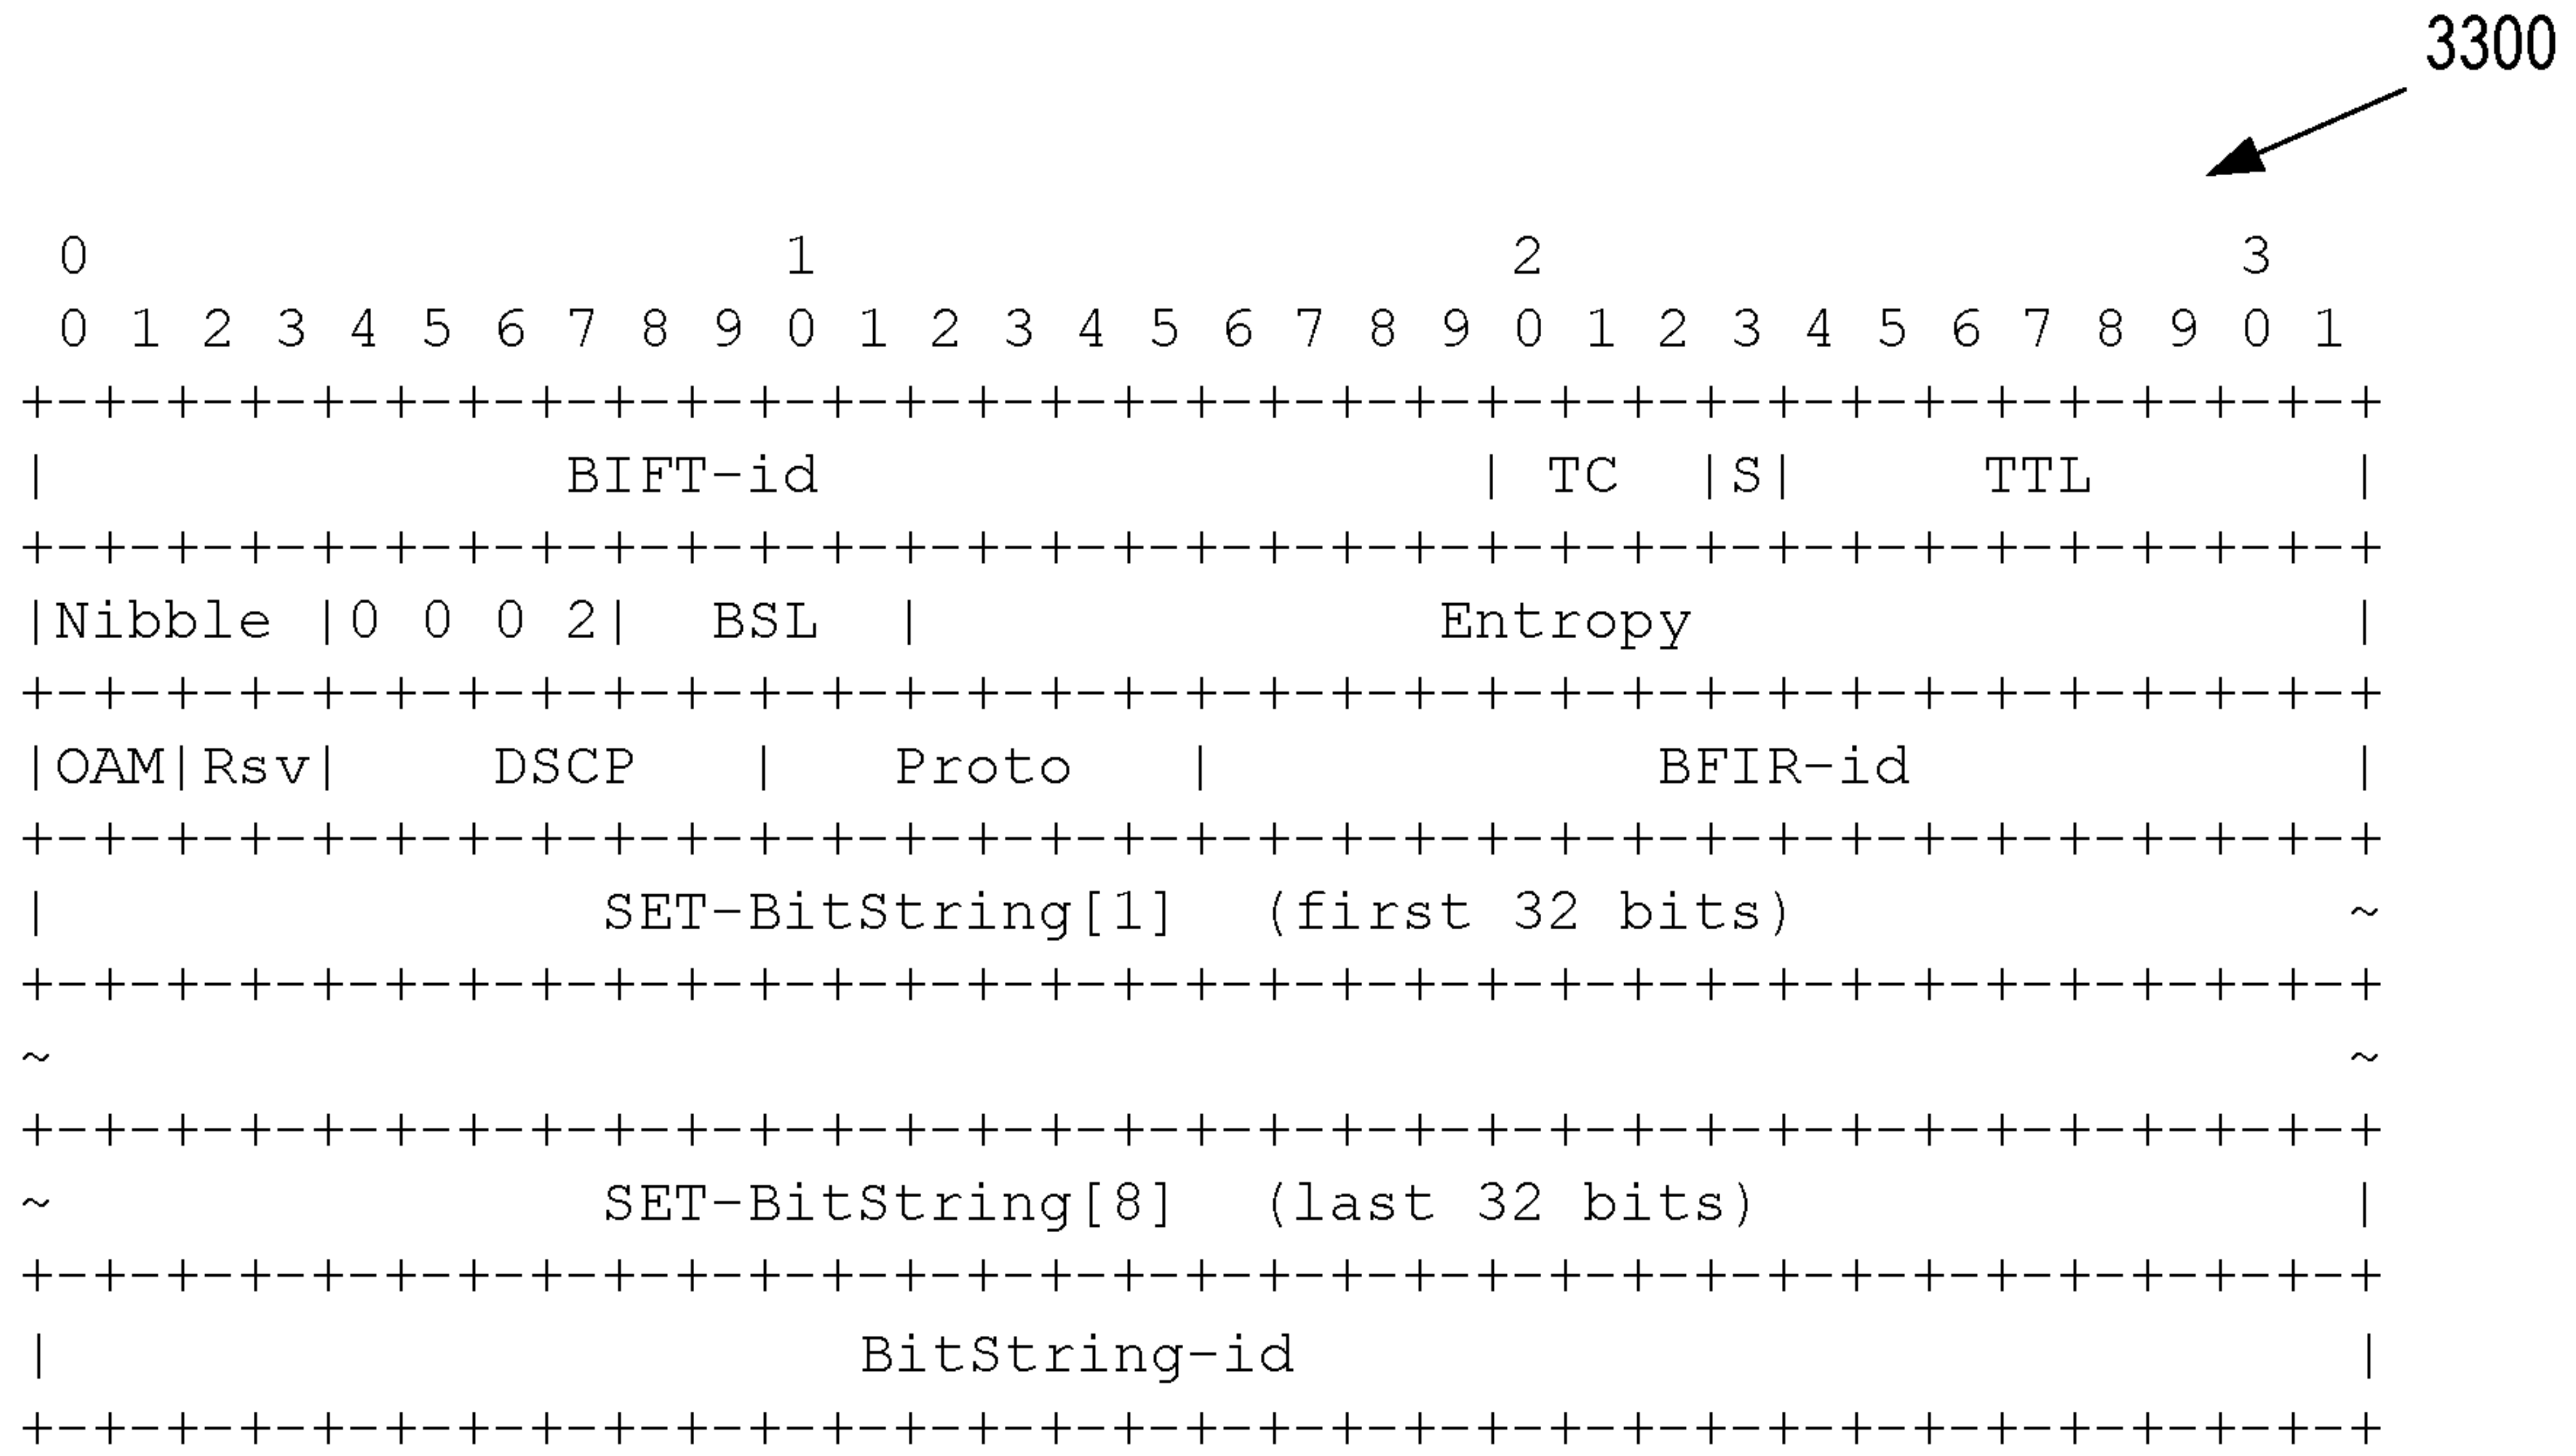 3300
 0                   1                   2                   3
 0 1 2 3 4 5 6 7 8 9 0 1 2 3 4 5 6 7 8 9 0 1 2 3 4 5 6 7 8 9 0 1
+-+-+-+-+-+-+-+-+-+-+-+-+-+-+-+-+-+-+-+-+-+-+-+-+-+-+-+-+-+-+-+-+
|              BIFT-id                  | TC  |S|     TTL       |
+-+-+-+-+-+-+-+-+-+-+-+-+-+-+-+-+-+-+-+-+-+-+-+-+-+-+-+-+-+-+-+-+
|Nibble |0 0 0 2|  BSL  |              Entropy                  |
+-+-+-+-+-+-+-+-+-+-+-+-+-+-+-+-+-+-+-+-+-+-+-+-+-+-+-+-+-+-+-+-+
|OAM|Rsv|    DSCP   |   Proto   |            BFIR-id            |
+-+-+-+-+-+-+-+-+-+-+-+-+-+-+-+-+-+-+-+-+-+-+-+-+-+-+-+-+-+-+-+-+
|               SET-BitString[1]  (first 32 bits)               ~
+-+-+-+-+-+-+-+-+-+-+-+-+-+-+-+-+-+-+-+-+-+-+-+-+-+-+-+-+-+-+-+-+
~                                                               ~
+-+-+-+-+-+-+-+-+-+-+-+-+-+-+-+-+-+-+-+-+-+-+-+-+-+-+-+-+-+-+-+-+
~               SET-BitString[8]  (last 32 bits)                |
+-+-+-+-+-+-+-+-+-+-+-+-+-+-+-+-+-+-+-+-+-+-+-+-+-+-+-+-+-+-+-+-+
|                      BitString-id                             |
+-+-+-+-+-+-+-+-+-+-+-+-+-+-+-+-+-+-+-+-+-+-+-+-+-+-+-+-+-+-+-+-+